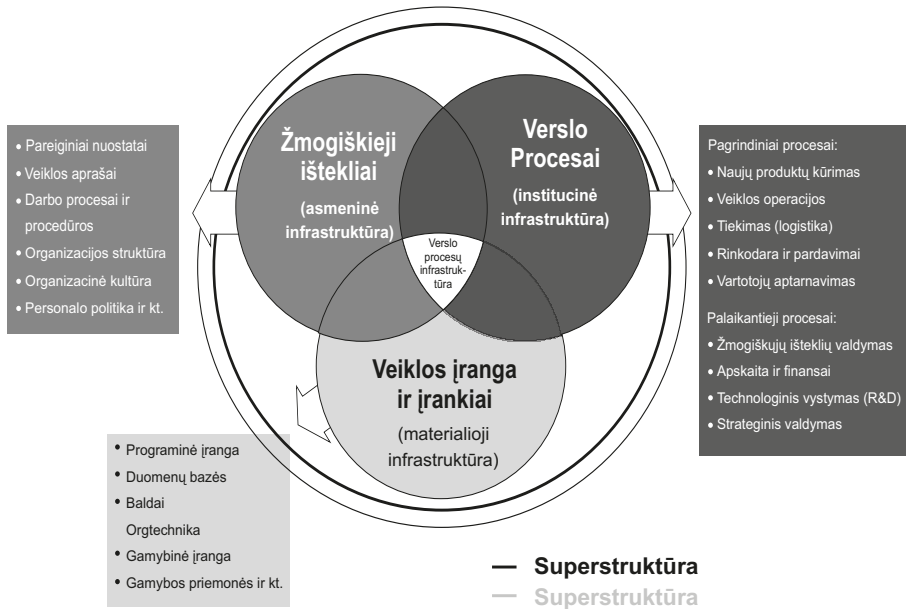 Žmogiškieji
ištekliai
(asmeninė
infrastruktūra)
Verslo
Procesai
(institucinė
infrastruktūra)
Verslo
procesų
infrastruk-
tūra
Veiklos įranga
ir įrankiai
(materialioji
infrastruktūra)
• Pareiginiai nuostatai
• Veiklos aprašai
• Darbo procesai ir
procedūros
• Organizacijos struktūra
• Organizacinė kultūra
• Personalo politika ir kt.
Pagrindiniai procesai:
• Naujų produktų kūrimas
• Veiklos operacijos
• Tiekimas (logistika)
• Rinkodara ir pardavimai
• Vartotojų aptarnavimas
Palaikantieji procesai:
• Žmogiškųjų išteklių valdymas
• Apskaita ir finansai
• Technologinis vystymas (R&D)
• Strateginis valdymas
• Programinė įranga
• Duomenų bazės
• Baldai
Orgtechnika
• Gamybinė įranga
• Gamybos priemonės ir kt.
— Superstruktūra
— Superstruktūra